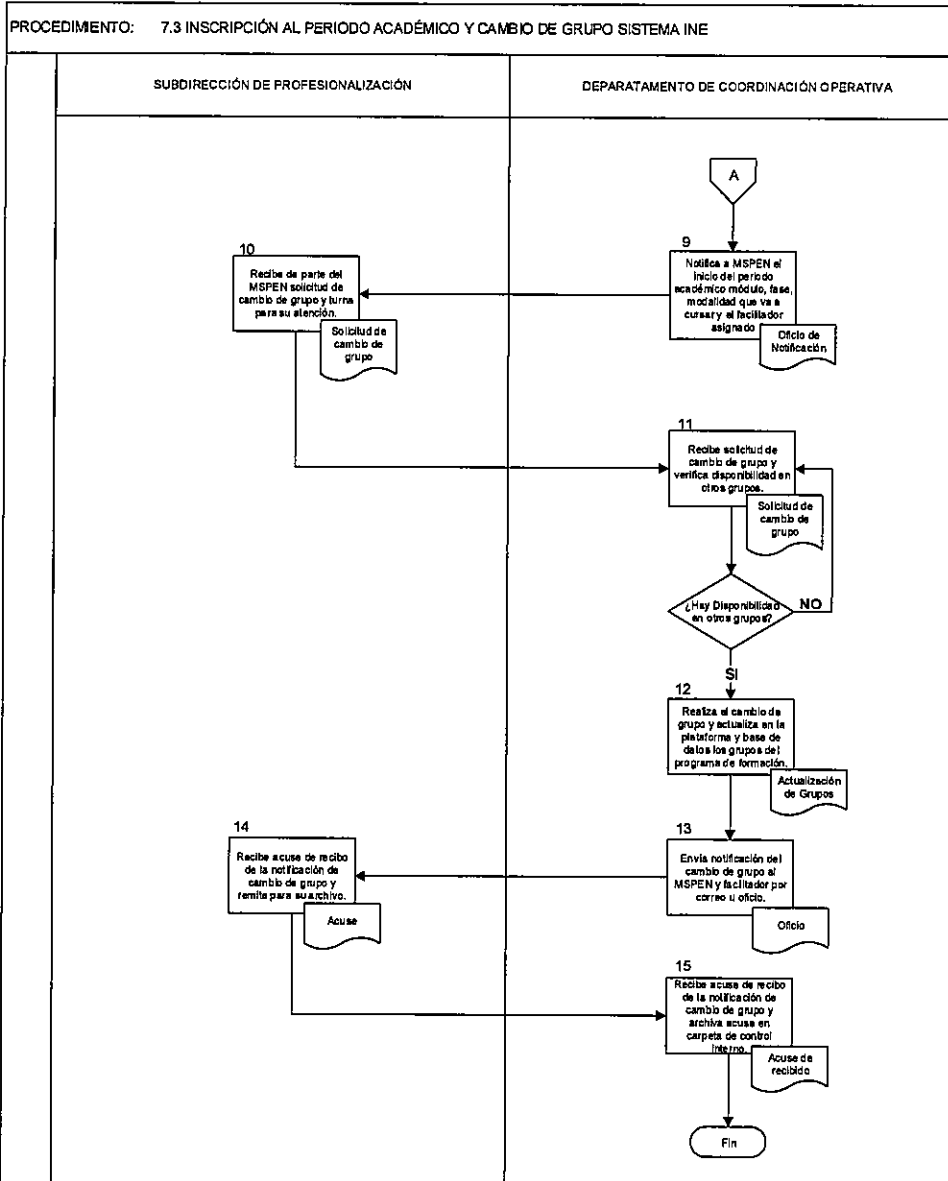 PROCEDIMIENTO: 7.3 INSCRIPCIÓN AL PERIODO ACADÉMICO Y CAMBIO DE GRUPO SISTEMA INE
SUBDIRECCIÓN DE PROFESIONALIZACIÓN
DEPARATAMENTO DE COORDINACIÓN OPERATIVA
A
9
Notifica a MSPEN el
inicio del periodo
académico módulo, fase,
modalidad que va a
cursar y el facilitador
asignado
Oficio de
Notificación
10
Recibe de parte del
MSPEN solicitud de
cambio de grupo y turna
para su atención.
Solicitud de
cambio de
grupo
11
Recibe solicitud de
cambio de grupo y
verifica disponibilidad en
otros grupos.
Solicitud de
cambio de
grupo
¿Hay Disponibilidad
en otros grupos?
NO
SI
12
Realiza el cambio de
grupo y actualiza en la
plataforma y base de
datos los grupos del
programa de formación.
Actualización
de Grupos
13
Envía notificación del
cambio de grupo al
MSPEN y facilitador por
correo u oficio.
Oficio
14
Recibe acuse de recibo
de la notificación de
cambio de grupo y
remite para su archivo.
Acuse
15
Recibe acuse de recibo
de la notificación de
cambio de grupo y
archiva acuse en
carpeta de control
interno.
Acuse de
recibido
Fin